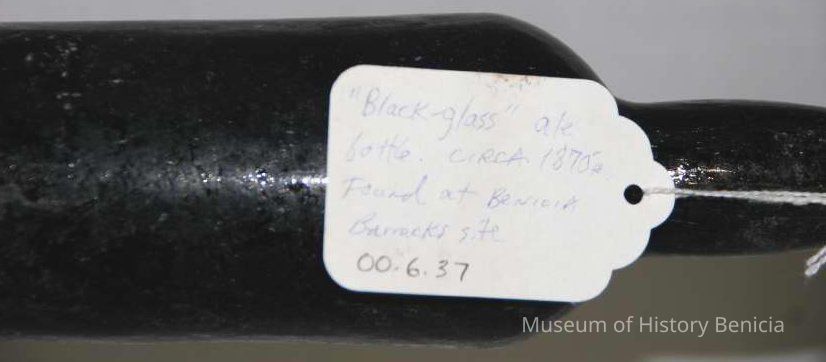 "Black-glass" ale
bottle. CIRCA 1870s
Found at BENICIA
Barracks site
00.6.37
Museum of History Benicia